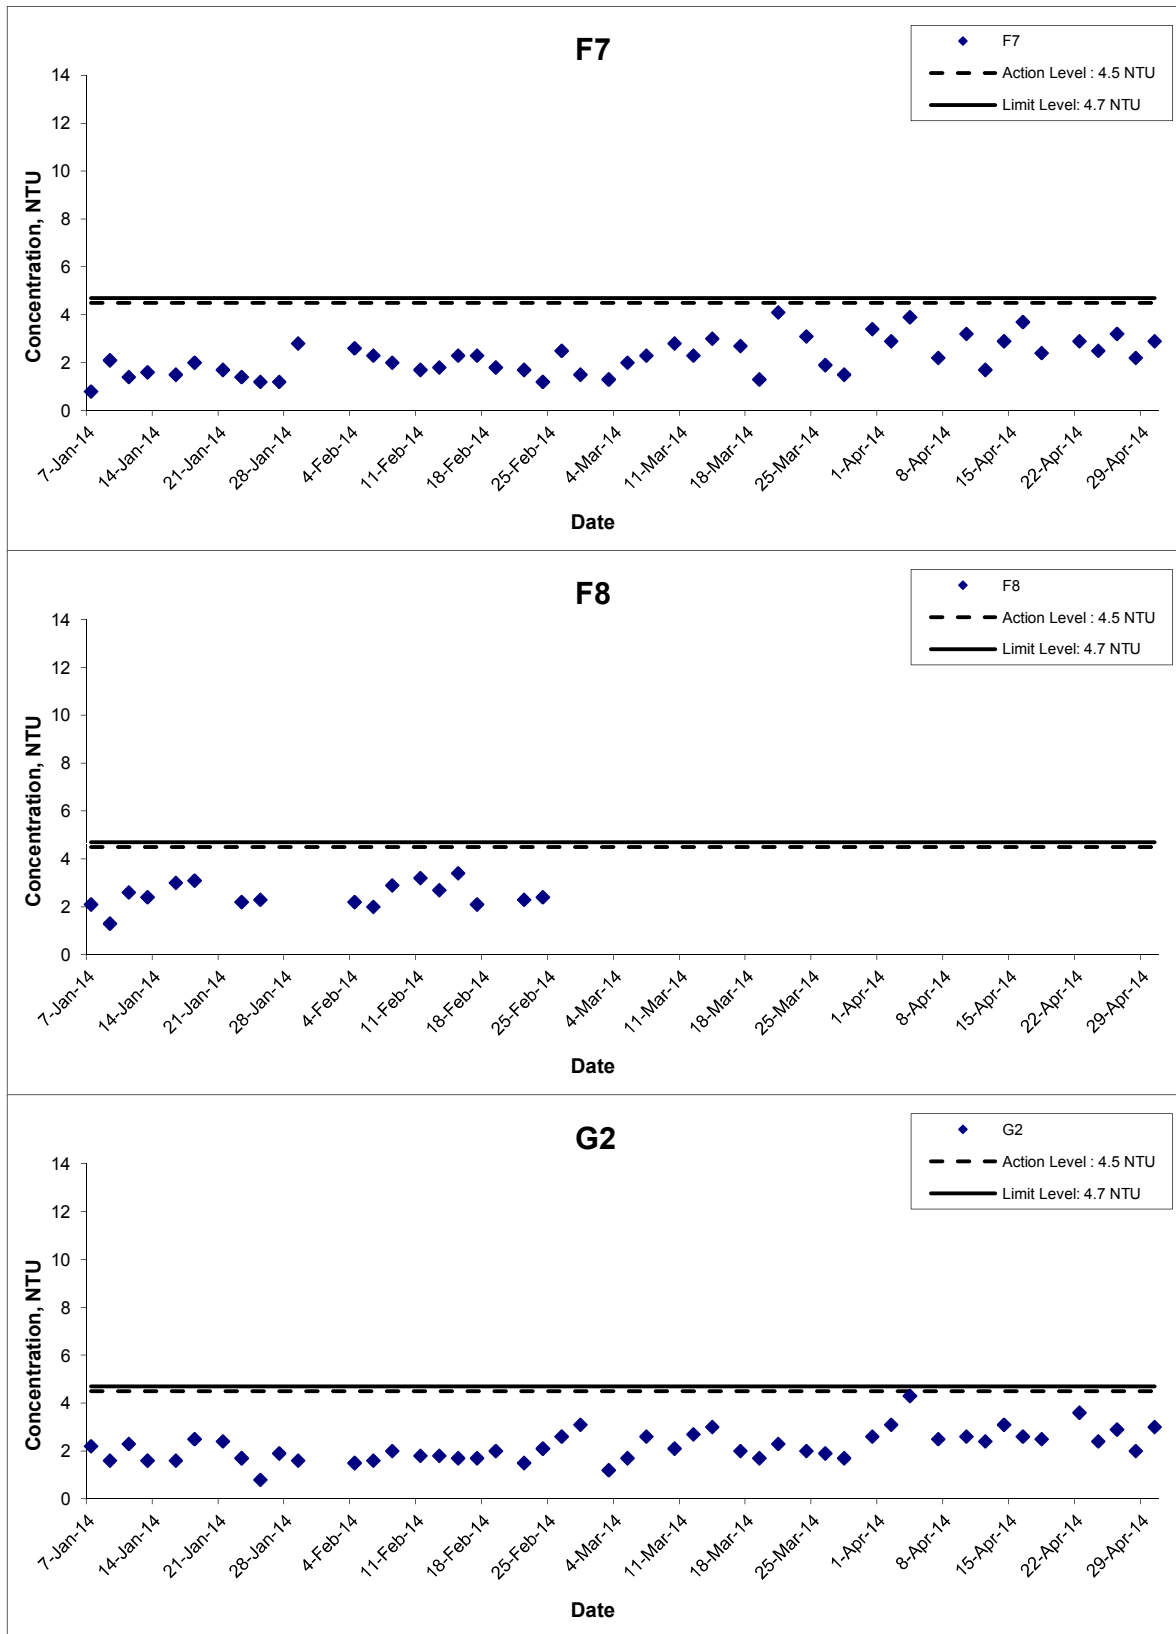 F7
F7
Action Level : 4.5 NTU
Limit Level: 4.7 NTU
Concentration, NTU
14
12
10
8
6
4
2
0
7-Jan-14
14-Jan-14
21-Jan-14
28-Jan-14
4-Feb-14
11-Feb-14
18-Feb-14
25-Feb-14
4-Mar-14
11-Mar-14
18-Mar-14
25-Mar-14
1-Apr-14
8-Apr-14
15-Apr-14
22-Apr-14
29-Apr-14
Date
F8
F8
Action Level : 4.5 NTU
Limit Level: 4.7 NTU
Concentration, NTU
14
12
10
8
6
4
2
0
7-Jan-14
14-Jan-14
21-Jan-14
28-Jan-14
4-Feb-14
11-Feb-14
18-Feb-14
25-Feb-14
4-Mar-14
11-Mar-14
18-Mar-14
25-Mar-14
1-Apr-14
8-Apr-14
15-Apr-14
22-Apr-14
29-Apr-14
Date
G2
G2
Action Level : 4.5 NTU
Limit Level: 4.7 NTU
Concentration, NTU
14
12
10
8
6
4
2
0
7-Jan-14
14-Jan-14
21-Jan-14
28-Jan-14
4-Feb-14
11-Feb-14
18-Feb-14
25-Feb-14
4-Mar-14
11-Mar-14
18-Mar-14
25-Mar-14
1-Apr-14
8-Apr-14
15-Apr-14
22-Apr-14
29-Apr-14
Date